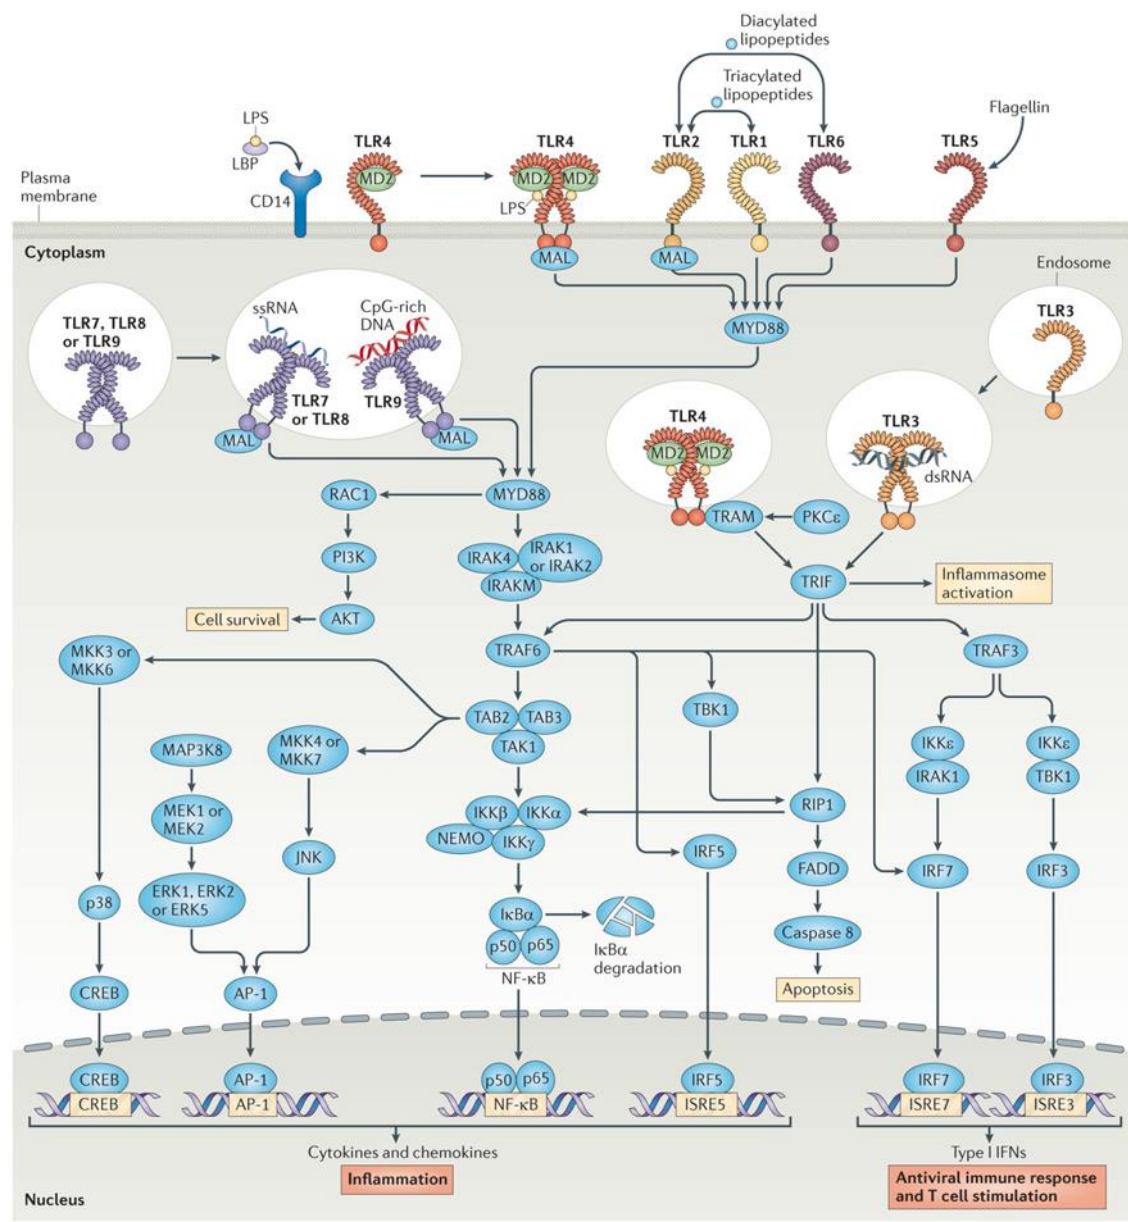 Diacylated
lipopeptides
Triacylated
lipopeptides
Flagellin
LPS
LBP
CD14
TLR4
MD2
TLR4
MD2
MD2
LPS
TLR2
TLR1
TLR6
TLR5
Plasma
membrane
Cytoplasm
MAL
MAL
MYD88
Endosome
TLR3
TLR7, TLR8
or TLR9
ssRNA
CpG-rich
DNA
TLR7
or TLR8
TLR9
MAL
MAL
TLR4
MD2
MD2
TLR3
dsRNA
RAC1
MYD88
TRAM
PKCε
PI3K
IRAK4
IRAK1
or IRAK2
IRAKM
TRIF
Inflammasome
activation
Cell survival
AKT
MKK3 or
MKK6
TRAF6
TRAF3
TAB2
TAB3
TAK1
TBK1
MAP3K8
MKK4 or
MKK7
IKKε
IRAK1
IKKε
TBK1
MEK1 or
MEK2
IKKβ
IKKα
NEMO
IKKγ
RIP1
JNK
IRF5
FADD
IRF7
IRF3
p38
ERK1, ERK2
or ERK5
IκBα
p50
p65
NF-κB
IκBα
degradation
Caspase 8
Apoptosis
CREB
AP-1
CREB
CREB
AP-1
AP-1
p50
p65
NF-κB
IRF5
ISRE5
IRF7
ISRE7
IRF3
ISRE3
Cytokines and chemokines
Inflammation
Type I IFNs
Antiviral immune response
and T cell stimulation
Nucleus